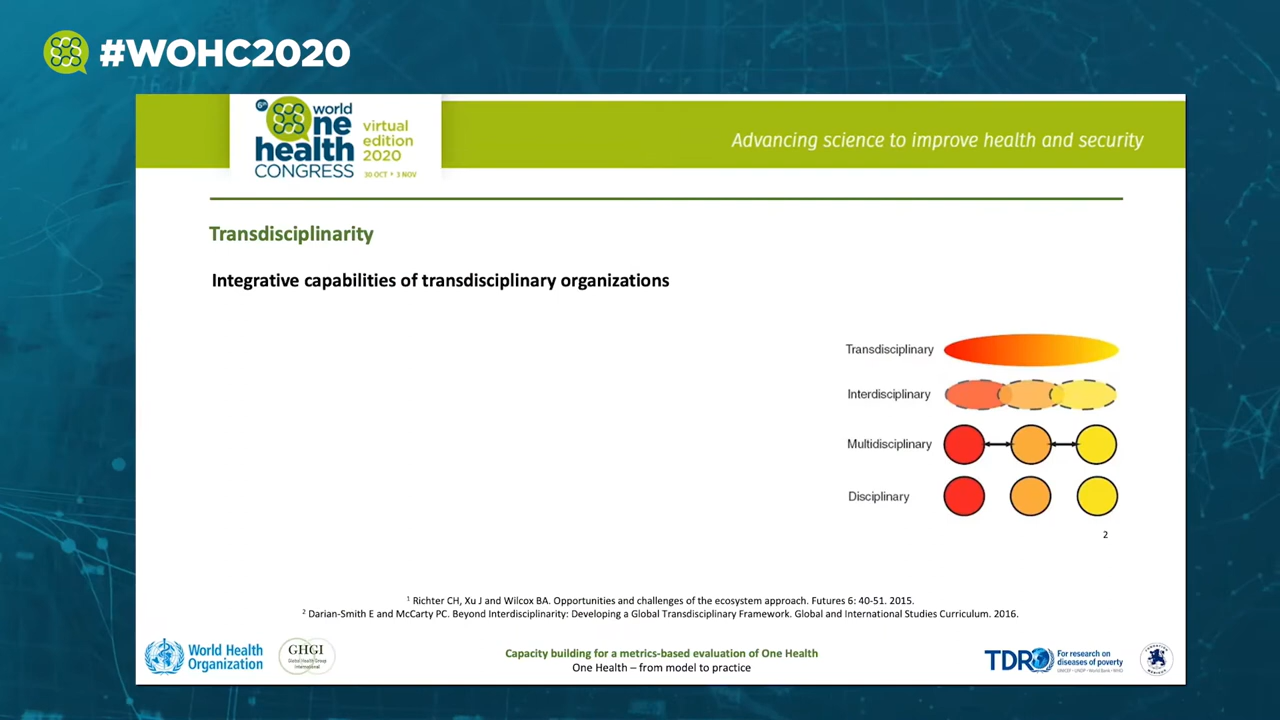 #WOHC2020
6th
world
one
health
CONGRESS
virtual
edition
2020
30 OCT + 3 NOV
Advancing science to improve health and security
Transdisciplinarity
Integrative capabilities of transdisciplinary organizations
Transdisciplinary
Interdisciplinary
Multidisciplinary
Disciplinary
2
1 Richter CH, Xu J and Wilcox BA. Opportunities and challenges of the ecosystem approach. Futures 6: 40-51. 2015.
2 Darian-Smith E and McCarty PC. Beyond Interdisciplinarity: Developing a Global Transdisciplinary Framework. Global and International Studies Curriculum. 2016.
World Health
Organization
GHGI
Global Health Group
International
Capacity building for a metrics-based evaluation of One Health
One Health – from model to practice
TDR
For research on
diseases of poverty
UNICEF • UNDP • World Bank • WHO